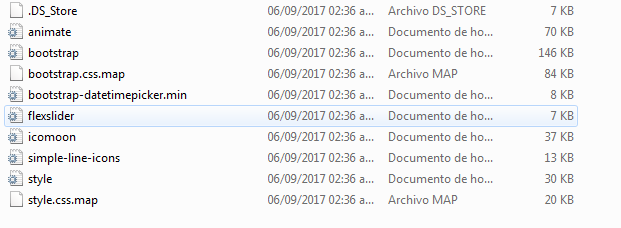 .DS_Store 06/09/2017 02:36 a... Archivo DS_STORE 7 KB
animate 06/09/2017 02:36 a... Documento de ho... 70 KB
bootstrap 06/09/2017 02:36 a... Documento de ho... 146 KB
bootstrap.css.map 06/09/2017 02:36 a... Archivo MAP 84 KB
bootstrap-datetimepicker.min 06/09/2017 02:36 a... Documento de ho... 8 KB
flexslider 06/09/2017 02:36 a... Documento de ho... 7 KB
icomoon 06/09/2017 02:36 a... Documento de ho... 37 KB
simple-line-icons 06/09/2017 02:36 a... Documento de ho... 13 KB
style 06/09/2017 02:36 a... Documento de ho... 30 KB
style.css.map 06/09/2017 02:36 a... Archivo MAP 20 KB